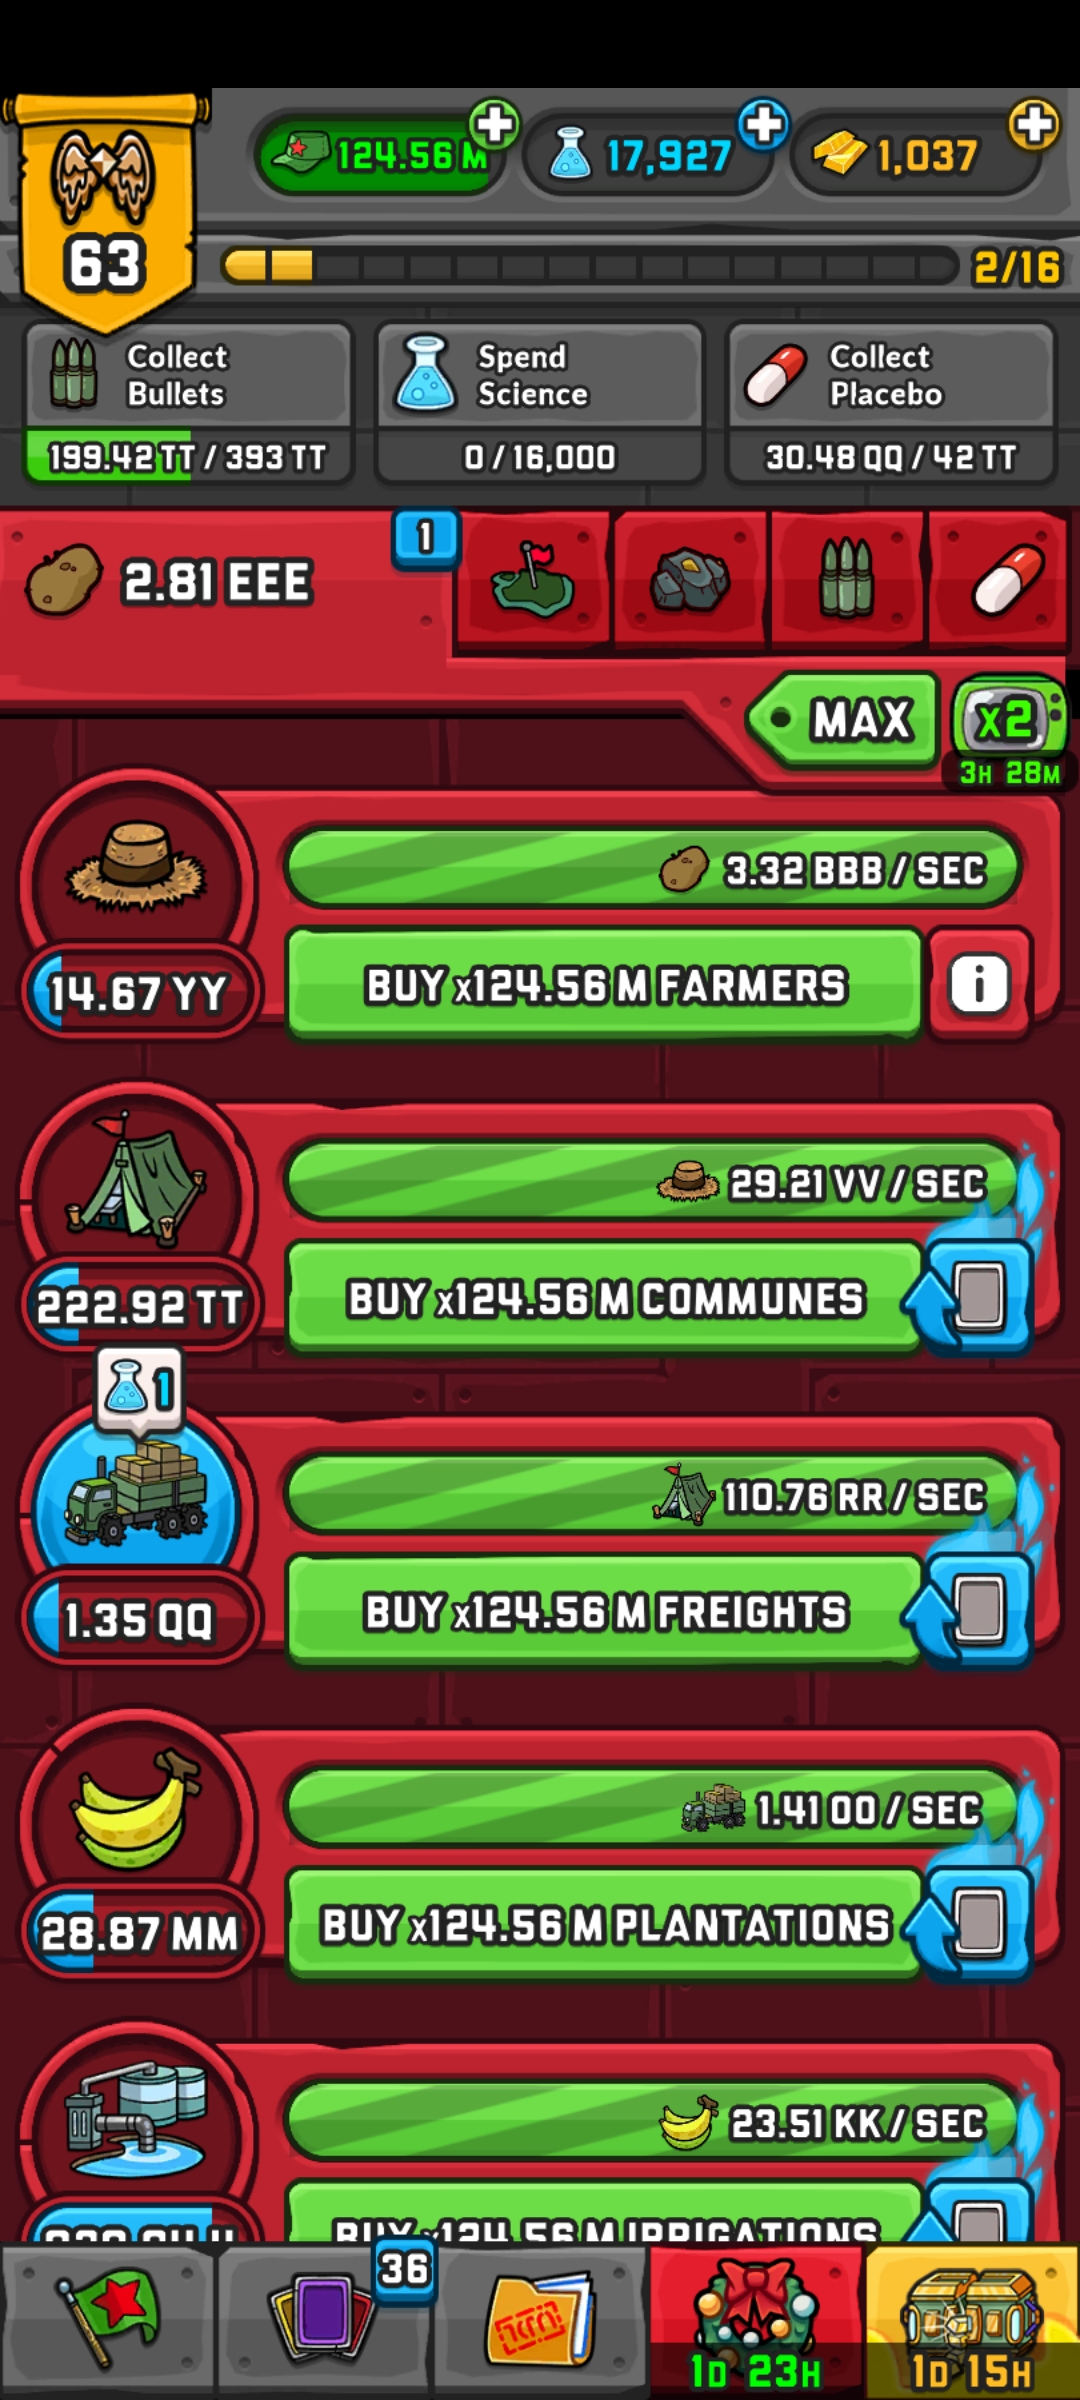 124.56 M
17,927
1,037
63
2/16
Collect
Bullets
199.42 TT / 393 TT
Spend
Science
0 / 16,000
Collect
Placebo
30.48 QQ / 42 TT
2.81 EEE
1
MAX
x2
3H 28M
3.32 BBB / SEC
14.67 YY
BUY x124.56 M FARMERS
i
29.21 VV / SEC
222.92 TT
BUY x124.56 M COMMUNES
1
110.76 RR / SEC
1.35 QQ
BUY x124.56 M FREIGHTS
1.41 OO / SEC
28.87 MM
BUY x124.56 M PLANTATIONS
23.51 KK / SEC
BUY x124.56 M IRRIGATIONS
36
1D 23H
1D 15H